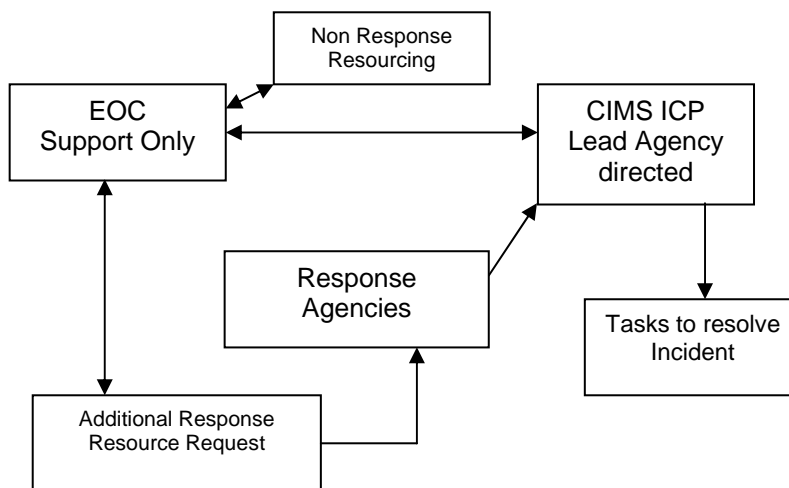 Non Response
Resourcing
EOC
Support Only
CIMS ICP
Lead Agency
directed
Response
Agencies
Tasks to resolve
Incident
Additional Response
Resource Request